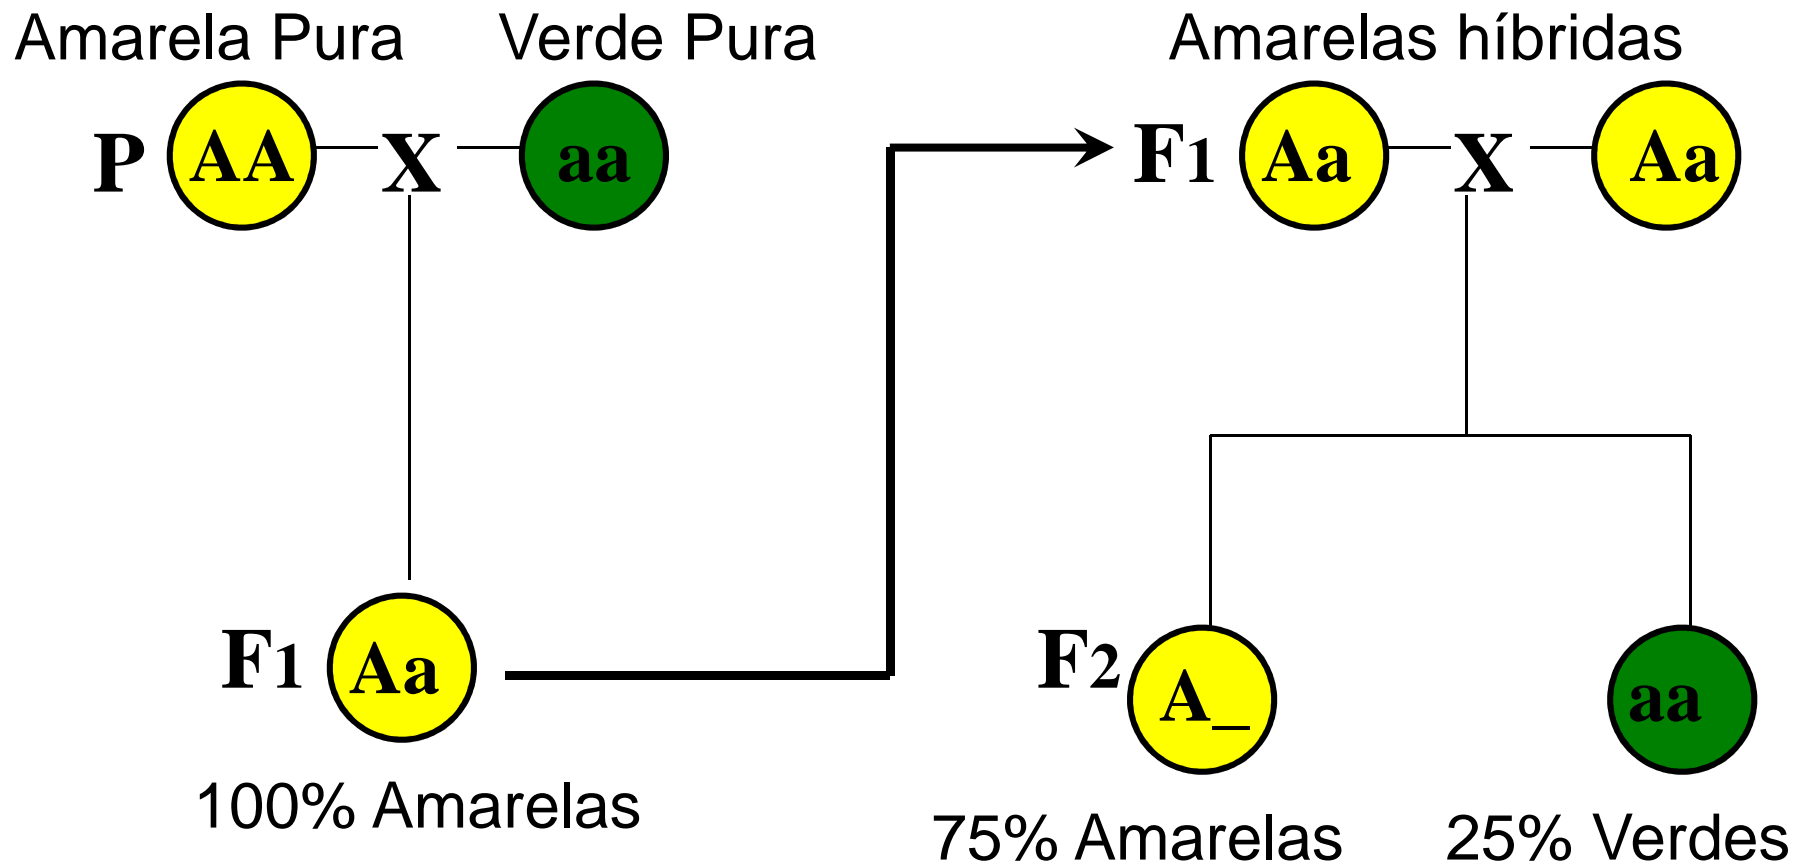 Amarela Pura Verde Pura
P AA X aa
F1 Aa
100% Amarelas
Amarelas híbridas
F1 Aa X Aa
F2 A_ aa
75% Amarelas 25% Verdes